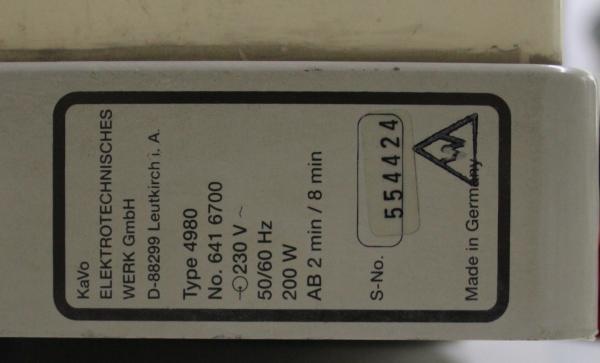 KaVo
ELEKTROTECHNISCHES
WERK GmbH
D-88299 Leutkirch i. A.
Type 4980
No. 641 6700
230 V ~
50/60 Hz
200 W
AB 2 min / 8 min
S-No. 554424
Made in Germany